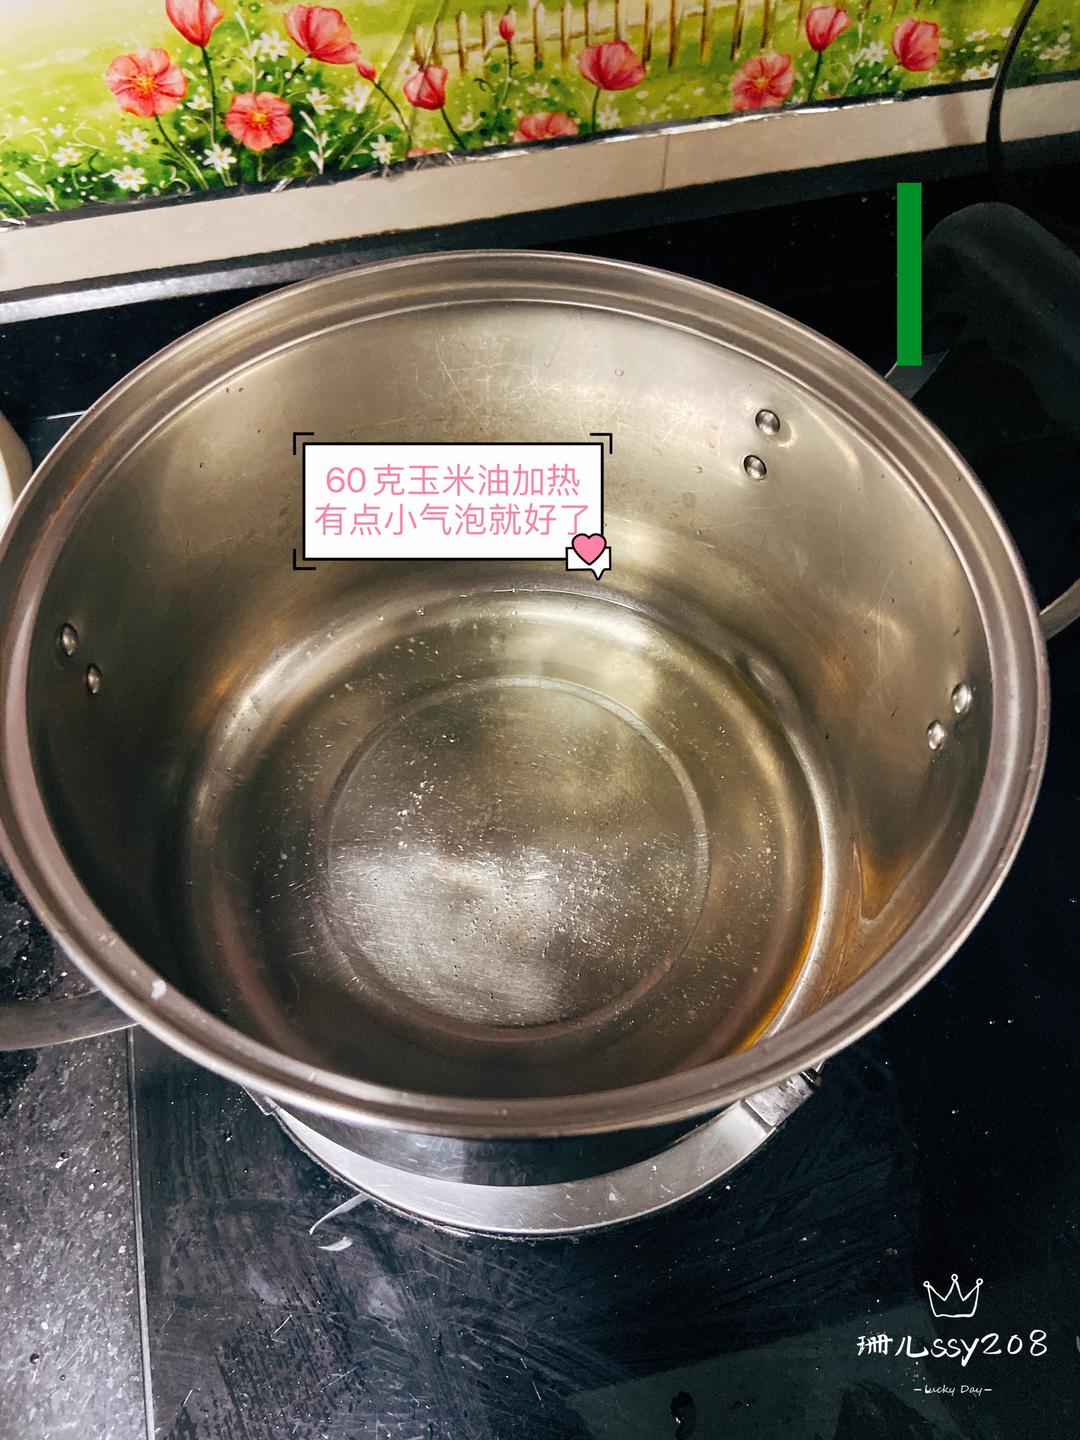 60克玉米油加热
有点小气泡就好了
珊儿ssy208
-Lucky Day-